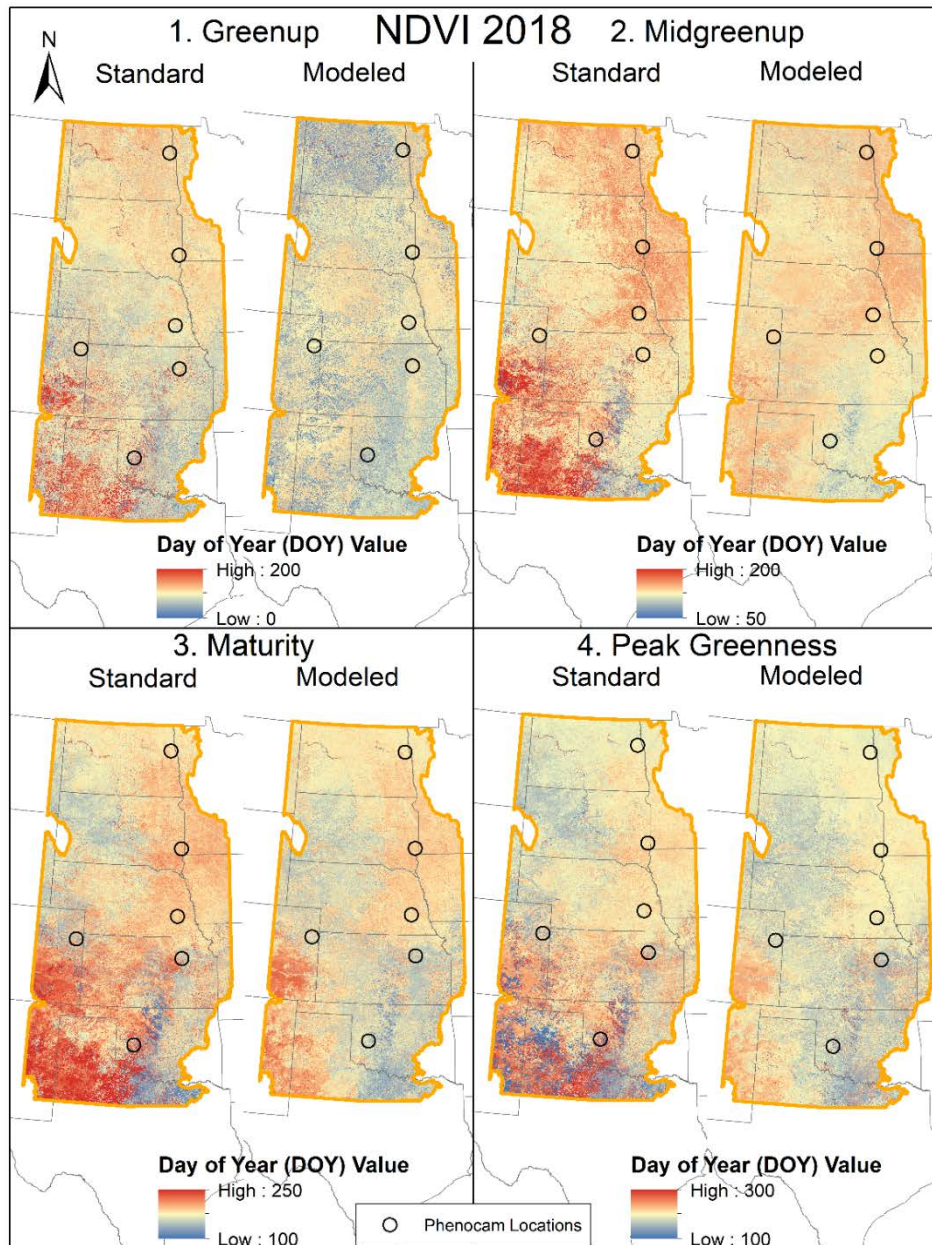 1. Greenup NDVI 2018 2. Midgreenup
N
Standard Modeled Standard Modeled
Day of Year (DOY) Value
High : 200
Low : 0
Day of Year (DOY) Value
High : 200
Low : 50
3. Maturity 4. Peak Greenness
Standard Modeled Standard Modeled
Day of Year (DOY) Value
High : 250
Low : 100
Day of Year (DOY) Value
High : 300
Low : 100
Phenocam Locations